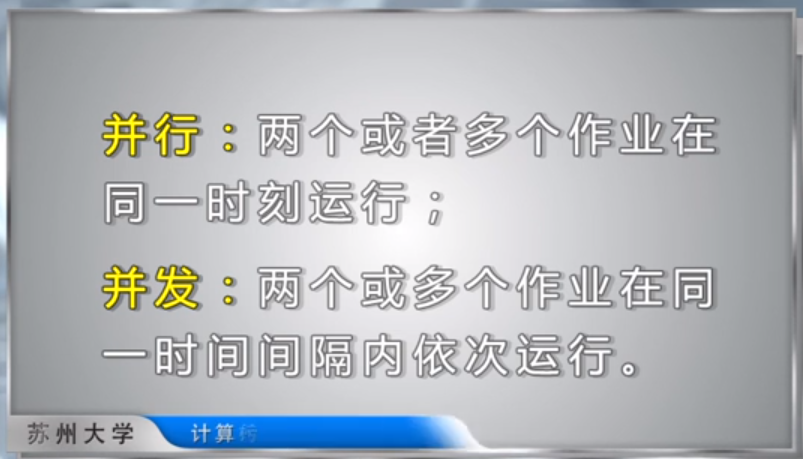 并行：两个或者多个作业在
同一时刻运行；
并发：两个或多个作业在同
一时间间隔内依次运行。
苏州大学 计算